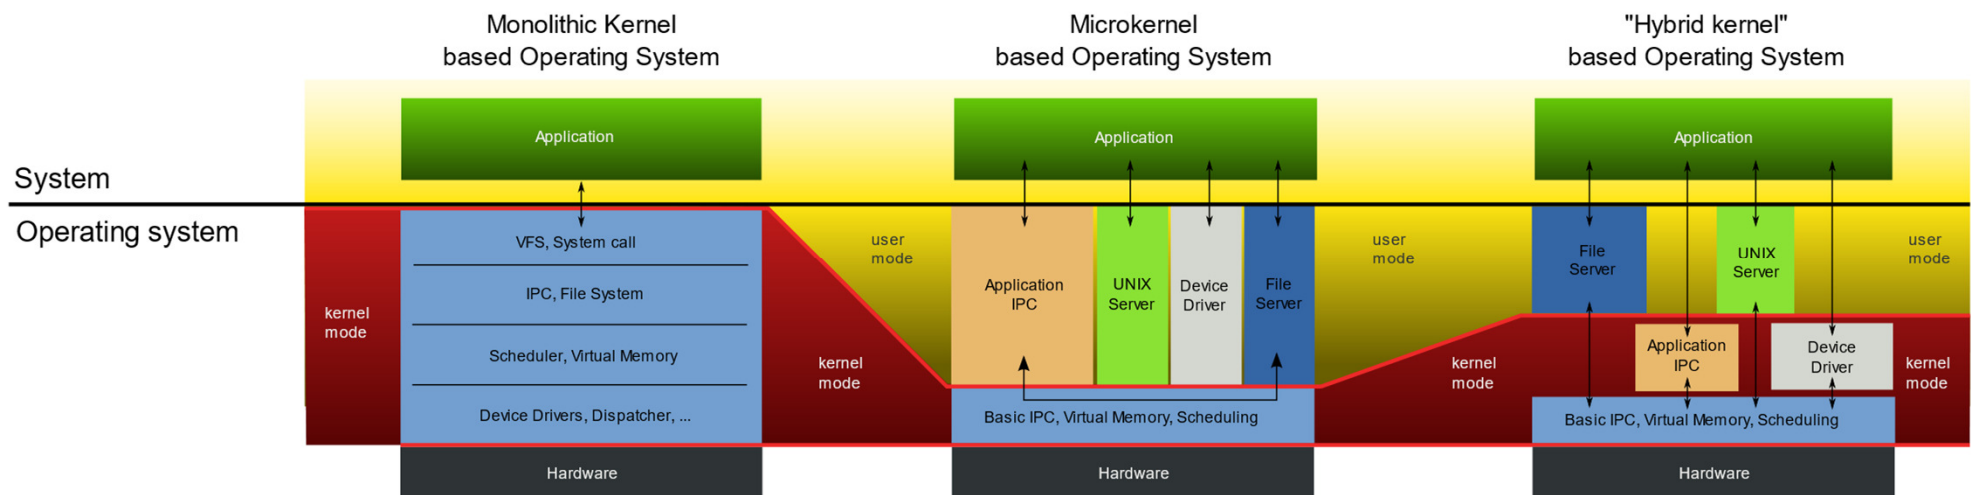 Monolithic Kernel
based Operating System
Microkernel
based Operating System
"Hybrid kernel"
based Operating System
System
Operating system
Application
VFS, System call
IPC, File System
Scheduler, Virtual Memory
Device Drivers, Dispatcher, ...
Hardware
kernel
mode
kernel
mode
user
mode
Application
Application
IPC
UNIX
Server
Device
Driver
File
Server
Basic IPC, Virtual Memory, Scheduling
Hardware
user
mode
kernel
mode
Application
File
Server
UNIX
Server
Application
IPC
Device
Driver
Basic IPC, Virtual Memory, Scheduling
Hardware
user
mode
kernel
mode